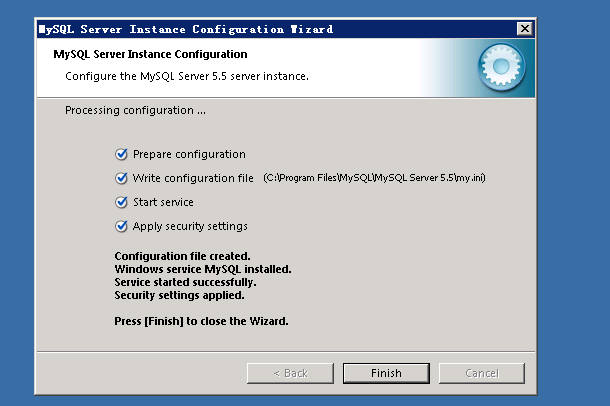 MySQL Server Instance Configuration Wizard
MySQL Server Instance Configuration
Configure the MySQL Server 5.5 server instance.
Processing configuration ...
Prepare configuration
Write configuration file (C:\Program Files\MySQL\MySQL Server 5.5\my.ini)
Start service
Apply security settings
Configuration file created.
Windows service MySQL installed.
Service started successfully.
Security settings applied.
Press [Finish] to close the Wizard.
< Back Finish Cancel